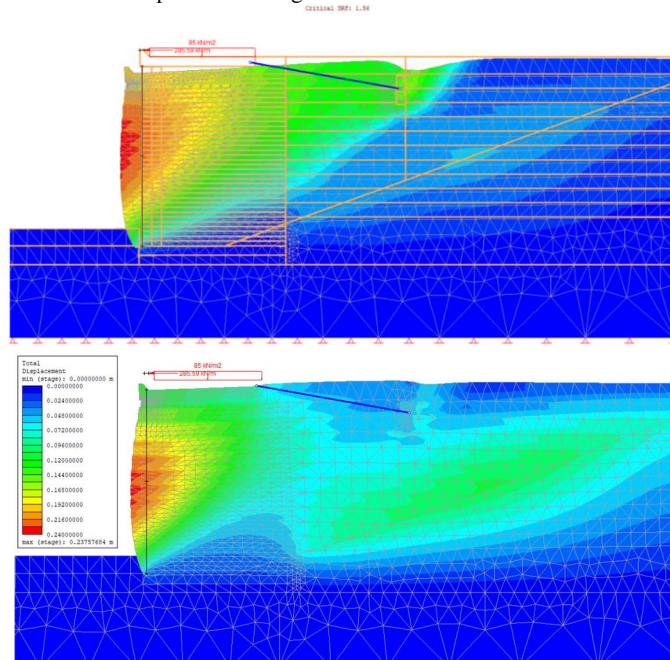 Critical SRF: 1.56
85 kN/m2
285.59 kN/m
Total
Displacement
min (stage): 0.00000000 m
0.00000000
0.02400000
0.04800000
0.07200000
0.09600000
0.12000000
0.14400000
0.16800000
0.19200000
0.21600000
0.24000000
max (stage): 0.23757684 m
85 kN/m2
285.59 kN/m